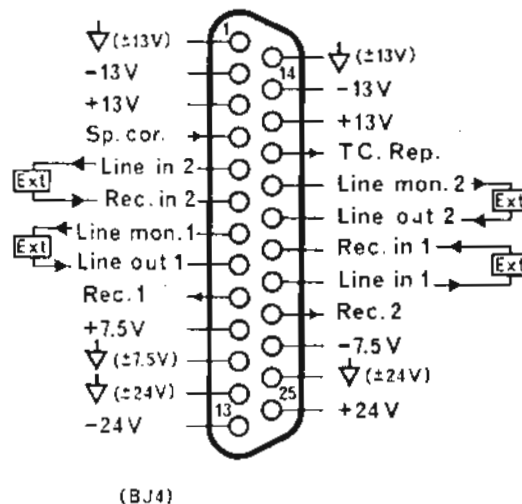 1
(±13V)
-13V
+13V
Sp. cor.
Line in 2
Ext
Rec. in 2
Line mon. 1
Ext
Line out 1
Rec. 1
+7.5V
(±7.5V)
(±24V)
13
-24V
14
(±13V)
-13V
+13V
TC. Rep.
Line mon. 2
Ext
Line out 2
Rec. in 1
Ext
Line in 1
Rec. 2
-7.5V
(±24V)
25
+24V
(BJ4)